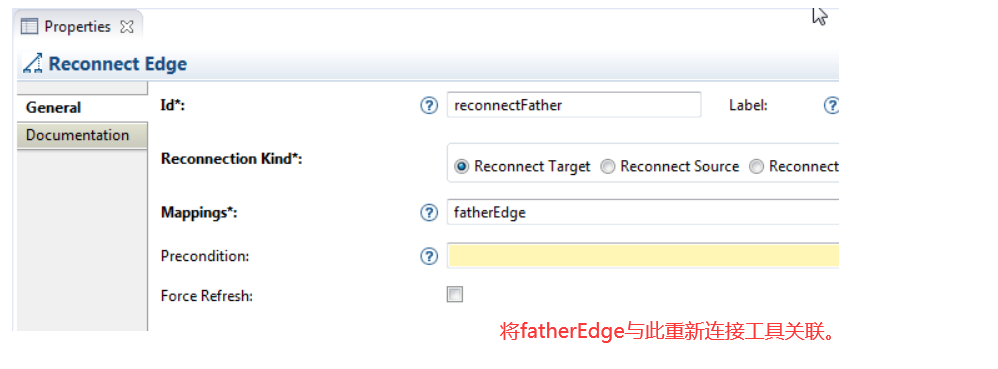 Properties
Reconnect Edge
General
Documentation
Id*: ? reconnectFather Label: ?
Reconnection Kind*: Reconnect Target Reconnect Source Reconnect
Mappings*: ? fatherEdge
Precondition: ?
Force Refresh:
将fatherEdge与此重新连接工具关联。